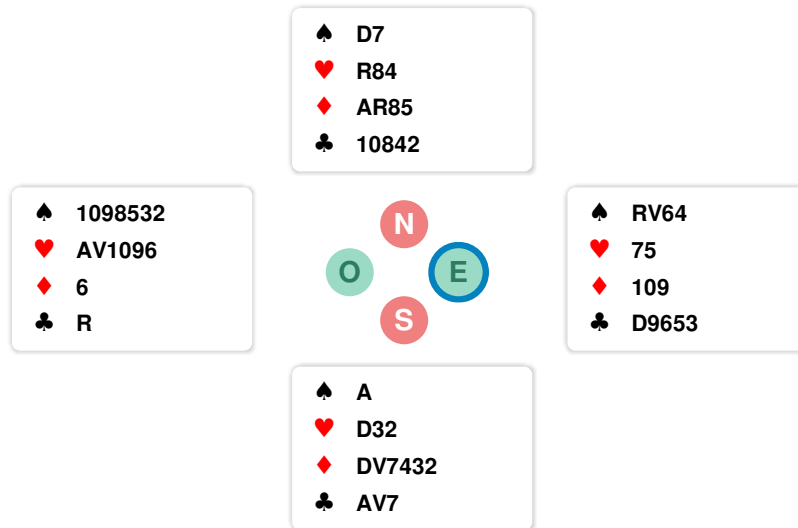 ♠ D7
♥ R84
♦ AR85
♣ 10842
♠ 1098532
♥ AV1096
♦ 6
♣ R
N
O E
S
♠ RV64
♥ 75
♦ 109
♣ D9653
♠ A
♥ D32
♦ DV7432
♣ AV7